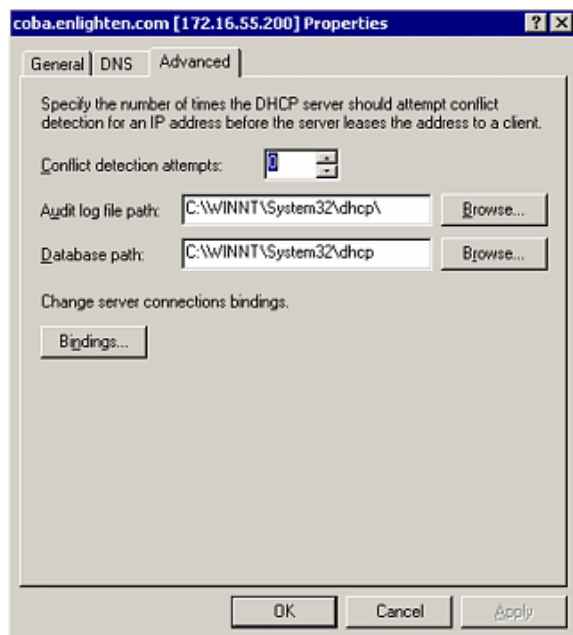 coba.enlighten.com [172.16.55.200] Properties
General DNS Advanced
Specify the number of times the DHCP server should attempt conflict
detection for an IP address before the server leases the address to a client.
Conflict detection attempts: 0
Audit log file path: C:\WINNT\System32\dhcp\ Browse...
Database path: C:\WINNT\System32\dhcp Browse...
Change server connections bindings.
Bindings...
OK Cancel Apply